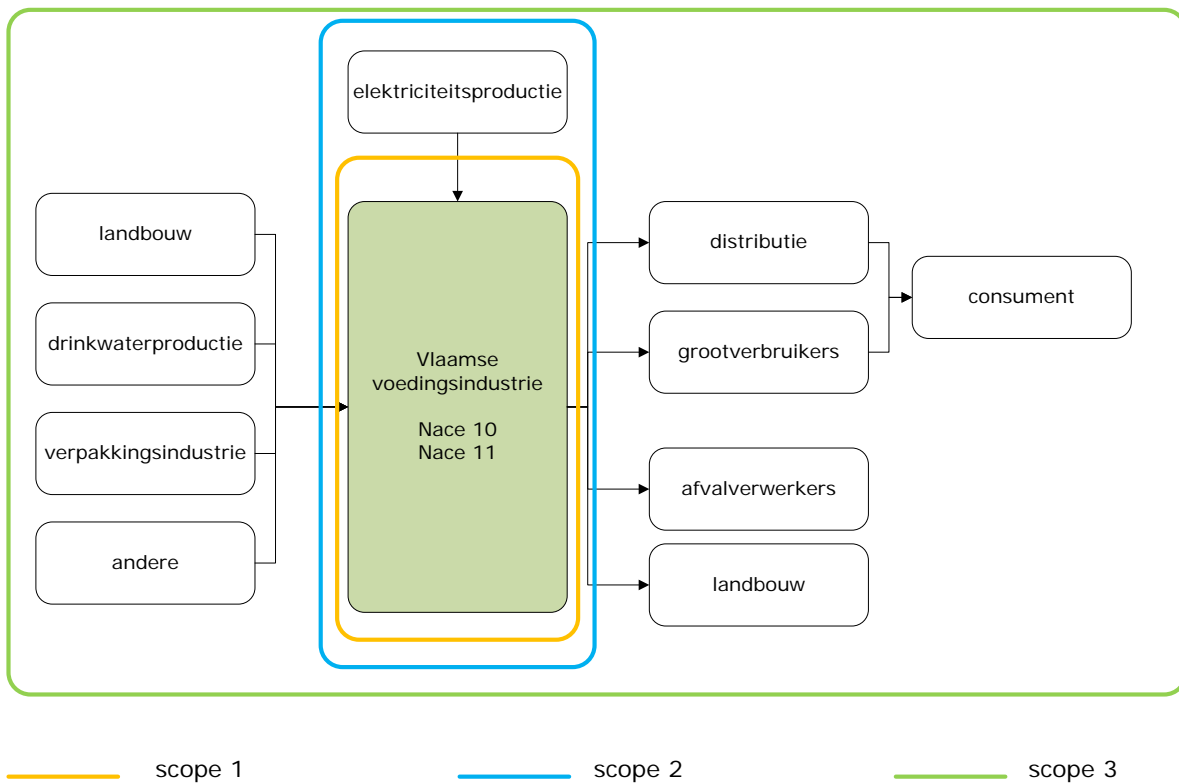 elektriciteitsproductie
landbouw
drinkwaterproductie
verpakkingsindustrie
andere
Vlaamse
voedingsindustrie
Nace 10
Nace 11
distributie
grootverbruikers
afvalverwerkers
landbouw
consument
scope 1
scope 2
scope 3